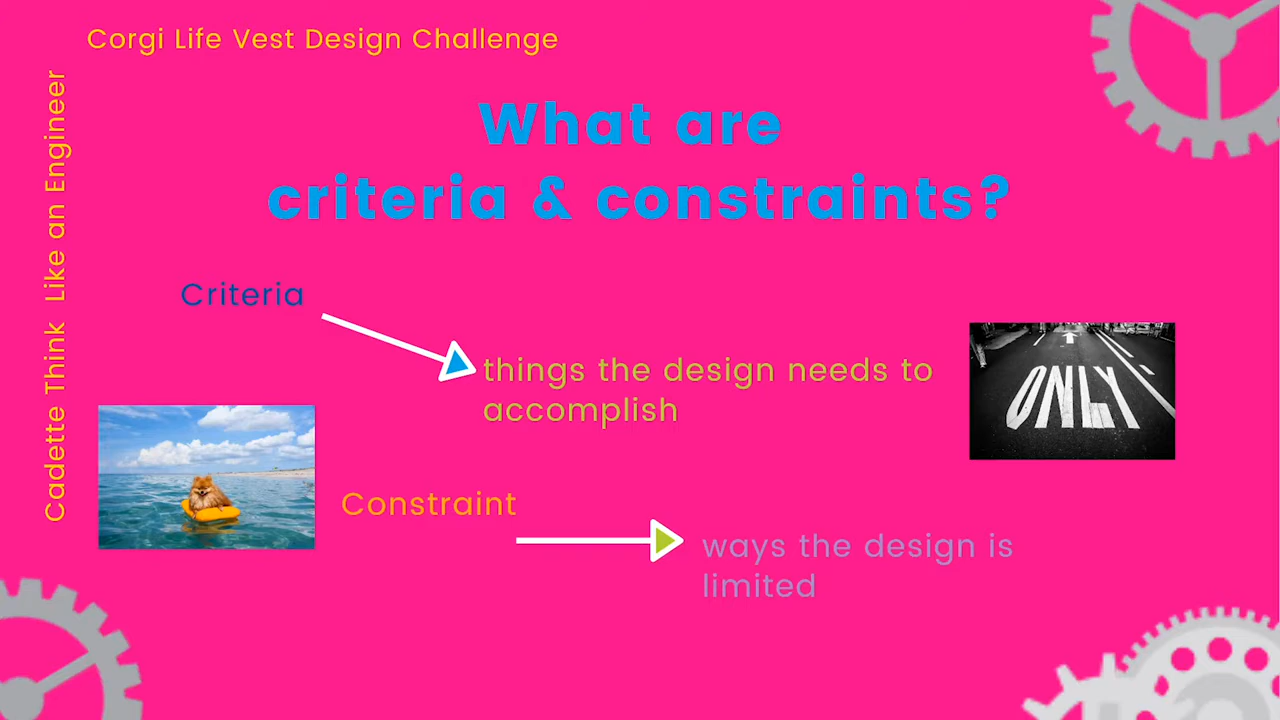 Corgi Life Vest Design Challenge
Cadette Think Like an Engineer
What are
criteria & constraints?
Criteria
things the design needs to
accomplish
ONLY
Constraint
ways the design is
limited